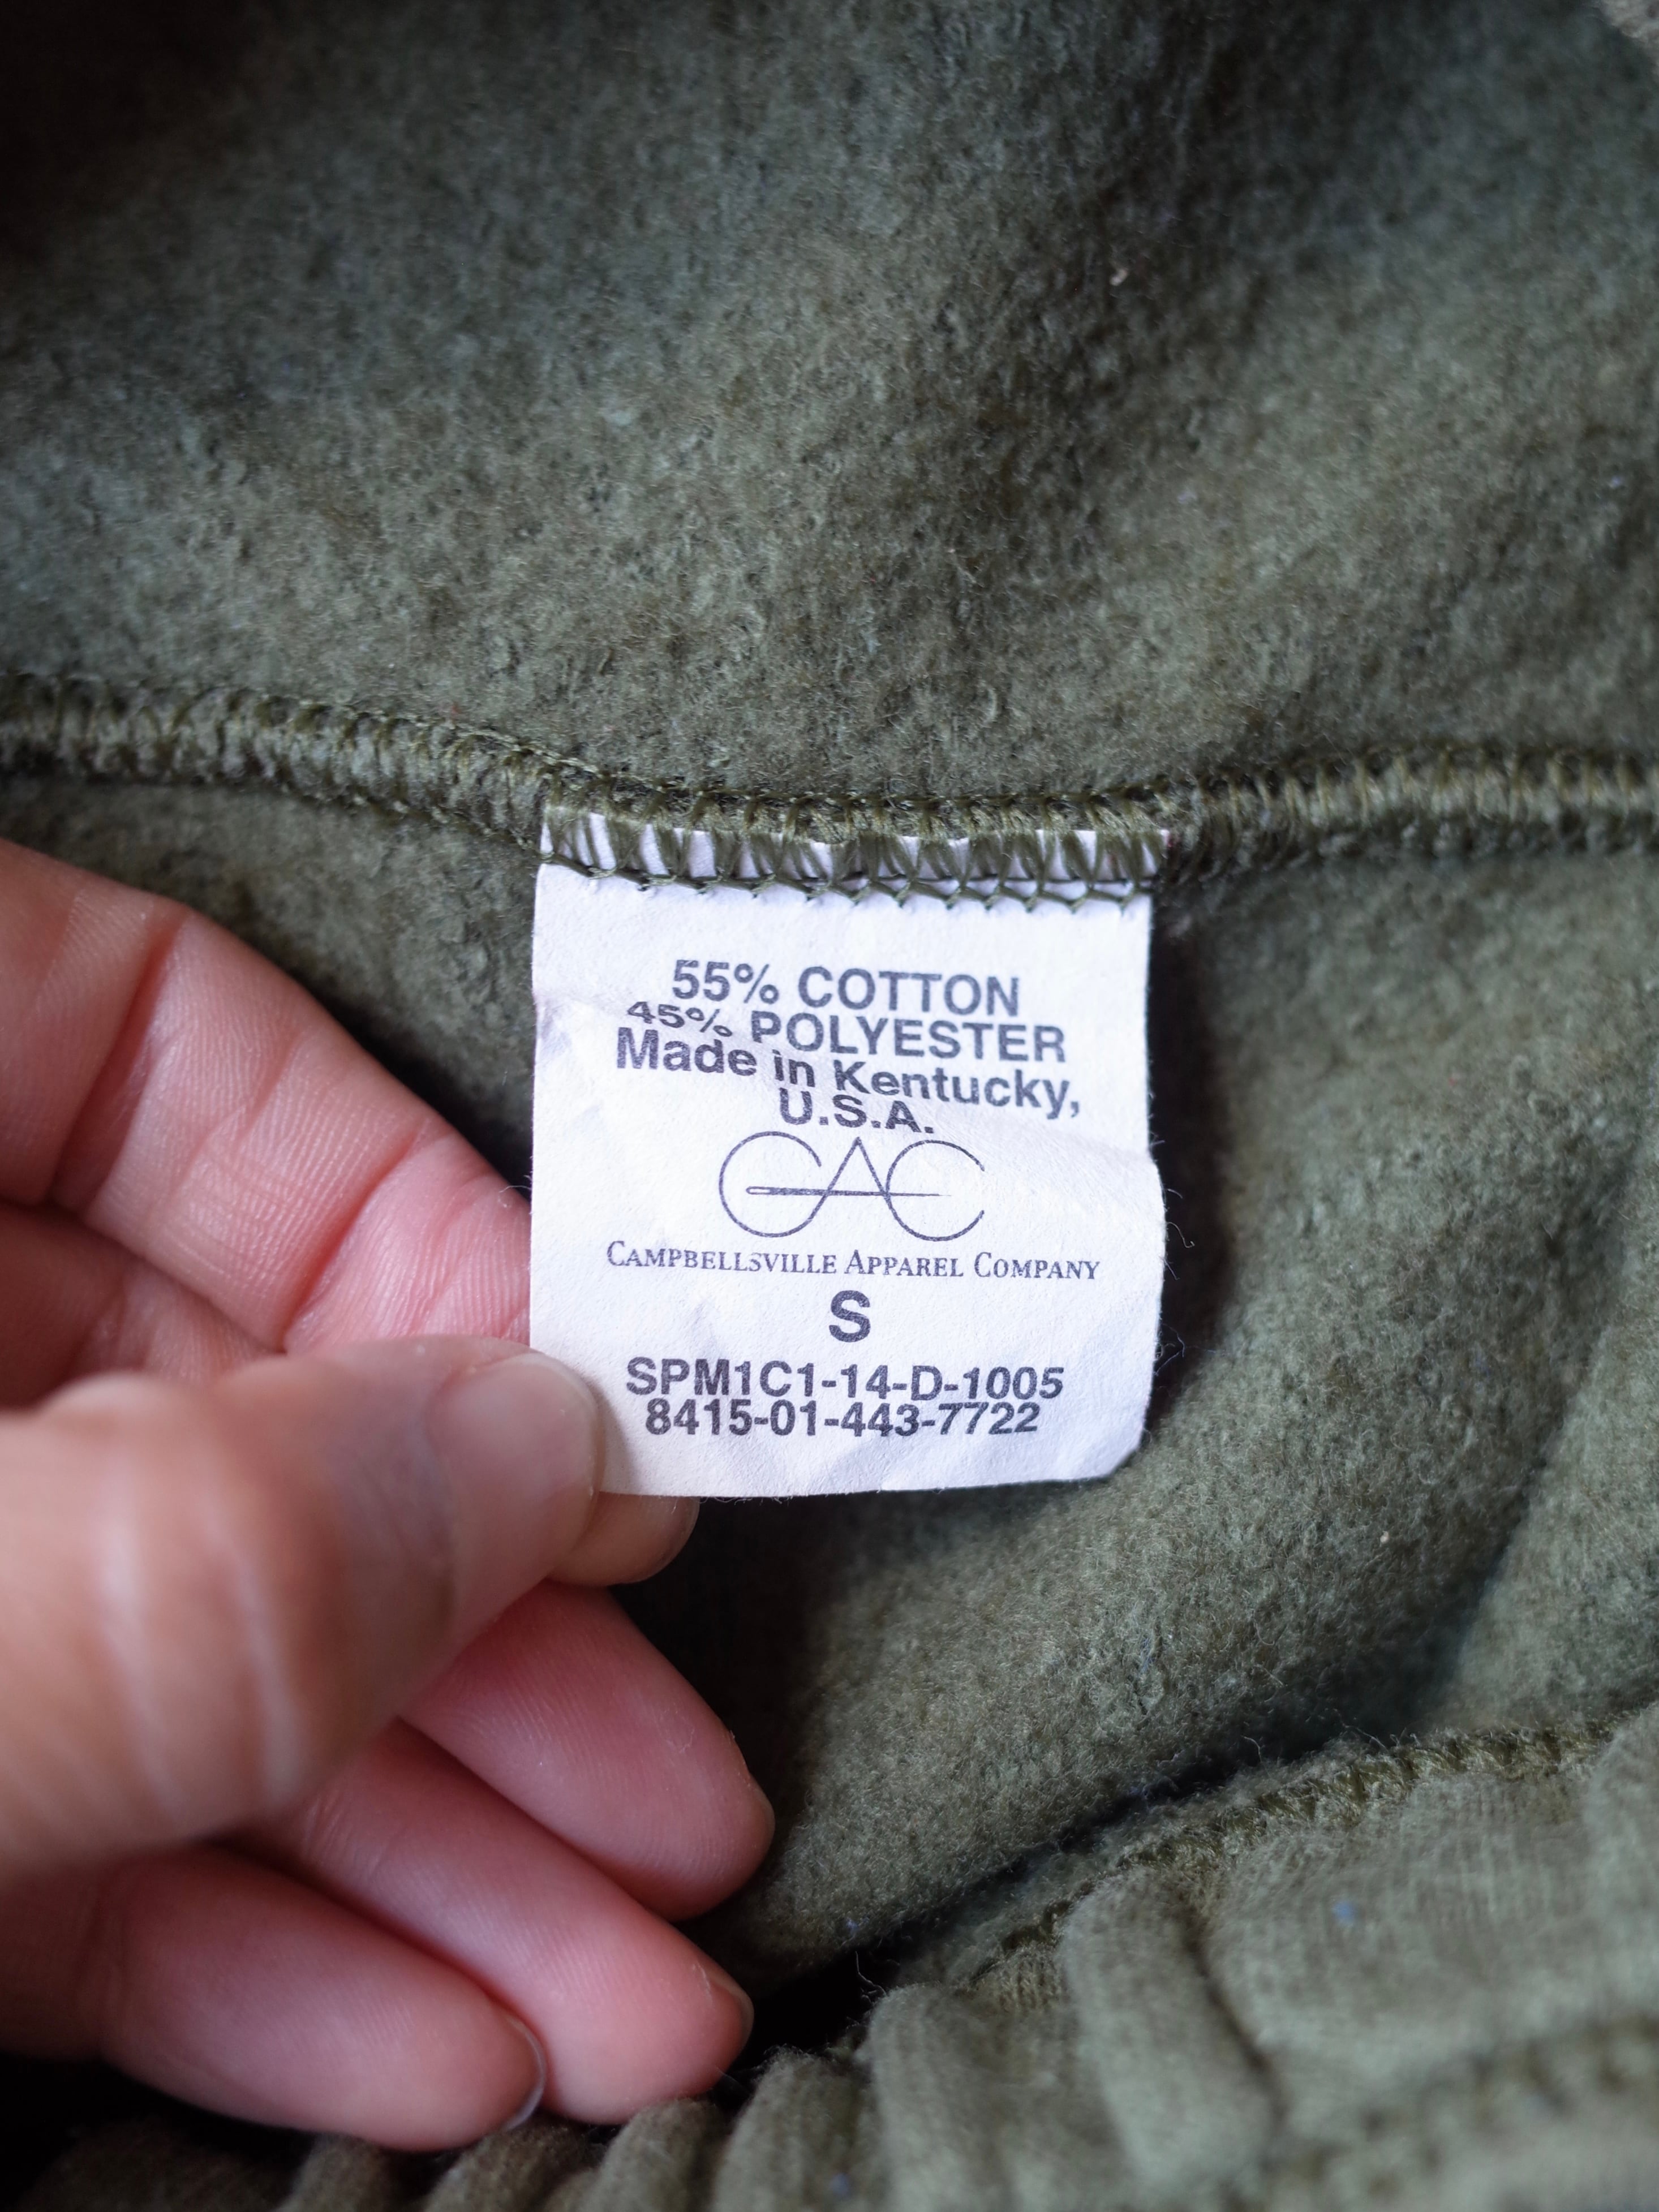 55% COTTON
45% POLYESTER
Made in Kentucky,
U.S.A.
CAC
CAMPBELLSVILLE APPAREL COMPANY
S
SPM1C1-14-D-1005
8415-01-443-7722